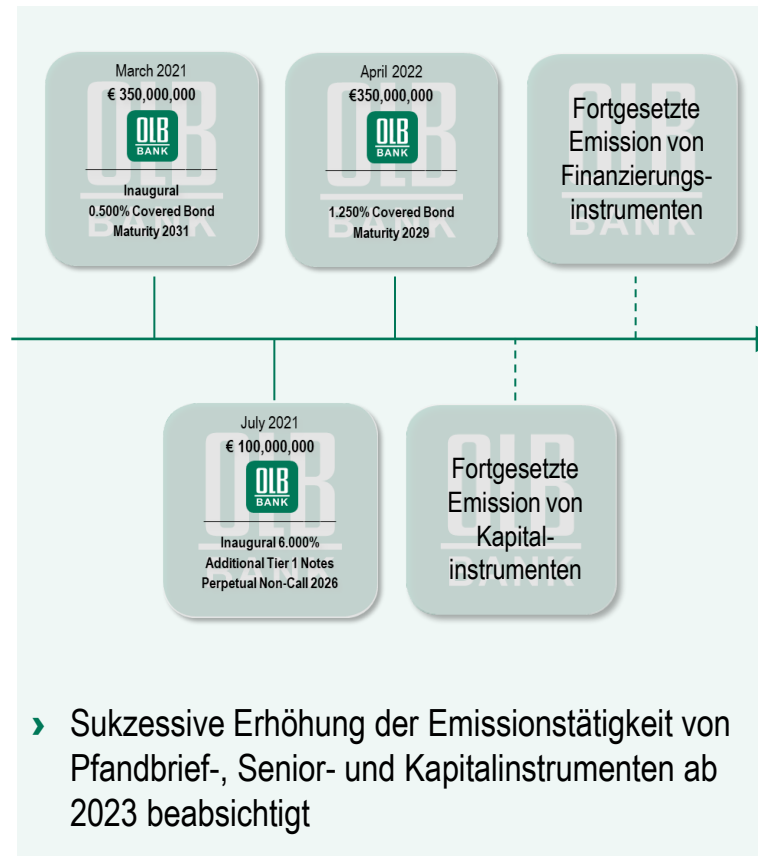 March 2021
€ 350,000,000
OLB
BANK
Inaugural
0.500% Covered Bond
Maturity 2031
April 2022
€350,000,000
OLB
BANK
1.250% Covered Bond
Maturity 2029
Fortgesetzte
Emission von
Finanzierungs-
instrumenten
July 2021
€ 100,000,000
OLB
BANK
Inaugural 6.000%
Additional Tier 1 Notes
Perpetual Non-Call 2026
Fortgesetzte
Emission von
Kapital-
instrumenten
› Sukzessive Erhöhung der Emissionstätigkeit von
Pfandbrief-, Senior- und Kapitalinstrumenten ab
2023 beabsichtigt